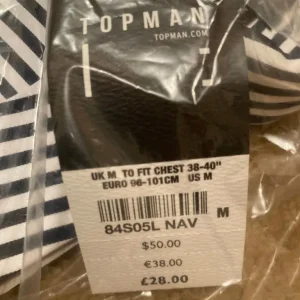 TOPMAN
TOPMAN.COM
UK M TO FIT CHEST 38-40"
EURO 96-101CM US M
M
84S05L NAV
$50.00
€38.00
£28.00